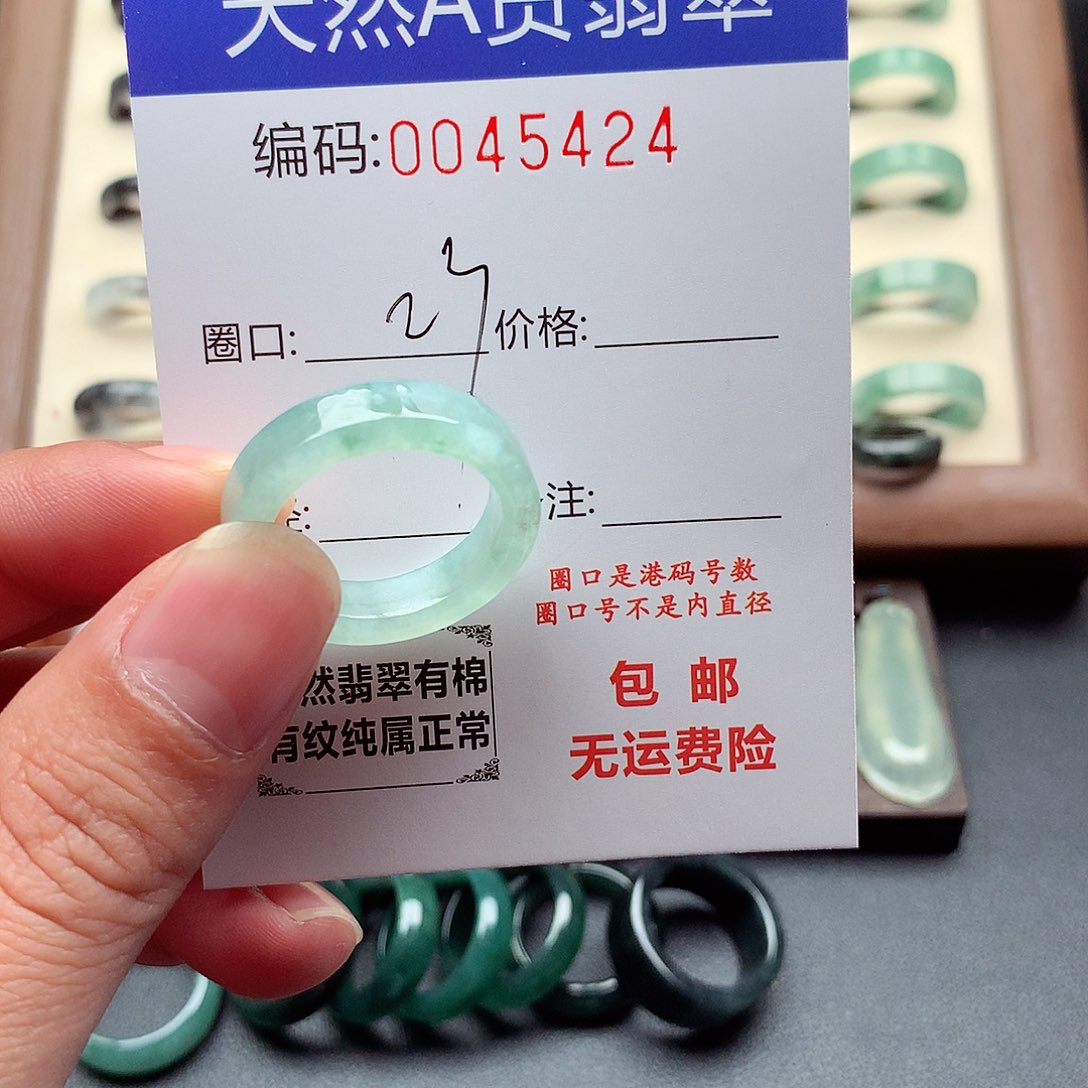 天然A货翡翠
编码:0045424
圈口: 23 价格:
注:
圈口是港码号数
圈口号不是内直径
然翡翠有棉
有纹纯属正常
包 邮
无运费险